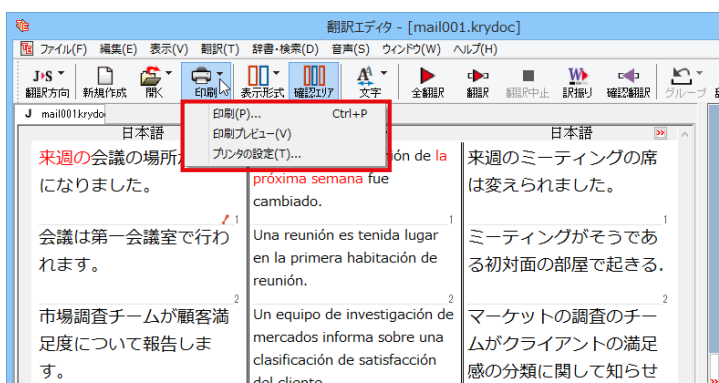 翻訳エディタ - [mail001.krydoc]
ファイル(F) 編集(E) 表示(V) 翻訳(T) 辞書・検索(D) 音声(S) ウィンドウ(W) ヘルプ(H)
J▸S
翻訳方向 新規作成 開く 印刷 表示形式 確認エリア 文字 全翻訳 翻訳 翻訳中止 訳振り 確認翻訳 グループ
J mail001.krydo
印刷(P)... Ctrl+P
印刷プレビュー(V)
プリンタの設定(T)...
日本語
来週の会議の場所
になりました。
1
会議は第一会議室で行わ
れます。
2
市場調査チームが顧客満
足度について報告しま
す。
ión de la
próxima semana fue
cambiado.
1
Una reunión es tenida lugar
en la primera habitación de
reunión.
2
Un equipo de investigación de
mercados informa sobre una
clasificación de satisfacción
del cliente
日本語
来週のミーティングの席
は変えられました。
1
ミーティングがそうであ
る初対面の部屋で起きる.
2
マーケットの調査のチー
ムがクライアントの満足
感の分類に関して知らせ